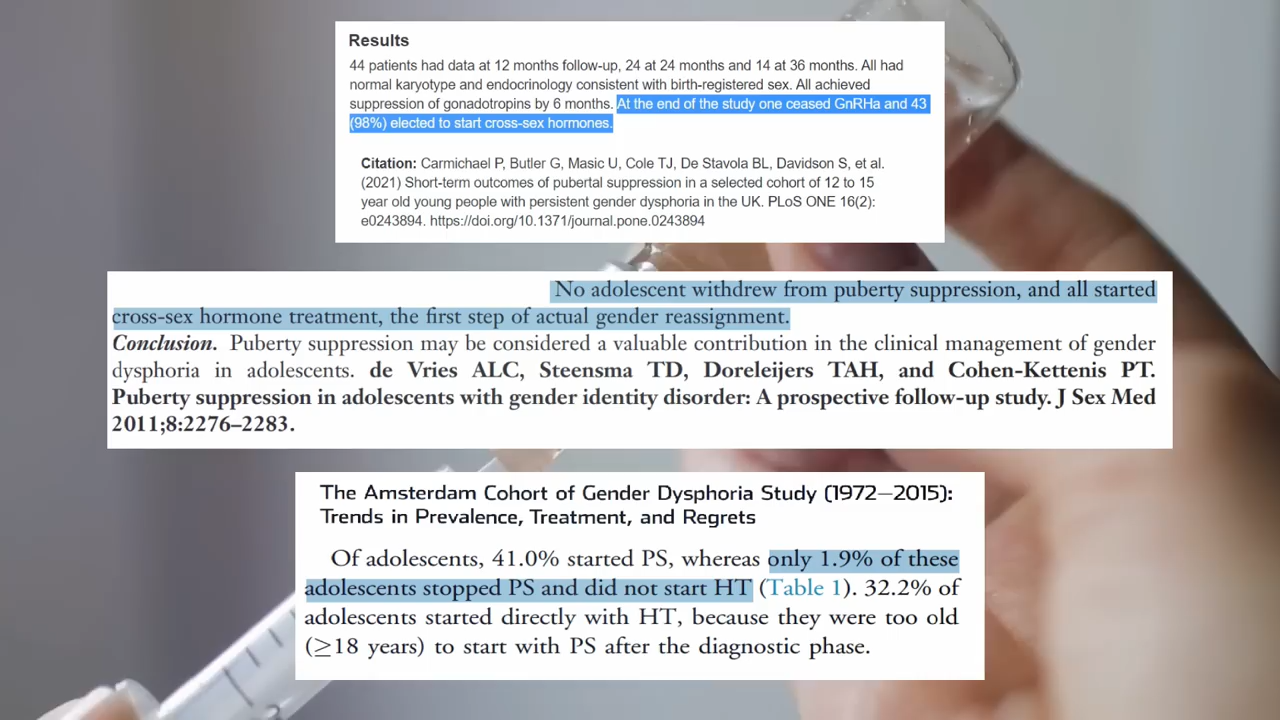 Results
44 patients had data at 12 months follow-up, 24 at 24 months and 14 at 36 months. All had
normal karyotype and endocrinology consistent with birth-registered sex. All achieved
suppression of gonadotropins by 6 months. At the end of the study one ceased GnRHa and 43
(98%) elected to start cross-sex hormones.
Citation: Carmichael P, Butler G, Masic U, Cole TJ, De Stavola BL, Davidson S, et al.
(2021) Short-term outcomes of pubertal suppression in a selected cohort of 12 to 15
year old young people with persistent gender dysphoria in the UK. PLoS ONE 16(2):
e0243894. https://doi.org/10.1371/journal.pone.0243894
No adolescent withdrew from puberty suppression, and all started
cross-sex hormone treatment, the first step of actual gender reassignment.
Conclusion. Puberty suppression may be considered a valuable contribution in the clinical management of gender
dysphoria in adolescents. de Vries ALC, Steensma TD, Doreleijers TAH, and Cohen-Kettenis PT.
Puberty suppression in adolescents with gender identity disorder: A prospective follow-up study. J Sex Med
2011;8:2276–2283.
The Amsterdam Cohort of Gender Dysphoria Study (1972–2015):
Trends in Prevalence, Treatment, and Regrets
Of adolescents, 41.0% started PS, whereas only 1.9% of these
adolescents stopped PS and did not start HT (Table 1). 32.2% of
adolescents started directly with HT, because they were too old
(≥18 years) to start with PS after the diagnostic phase.